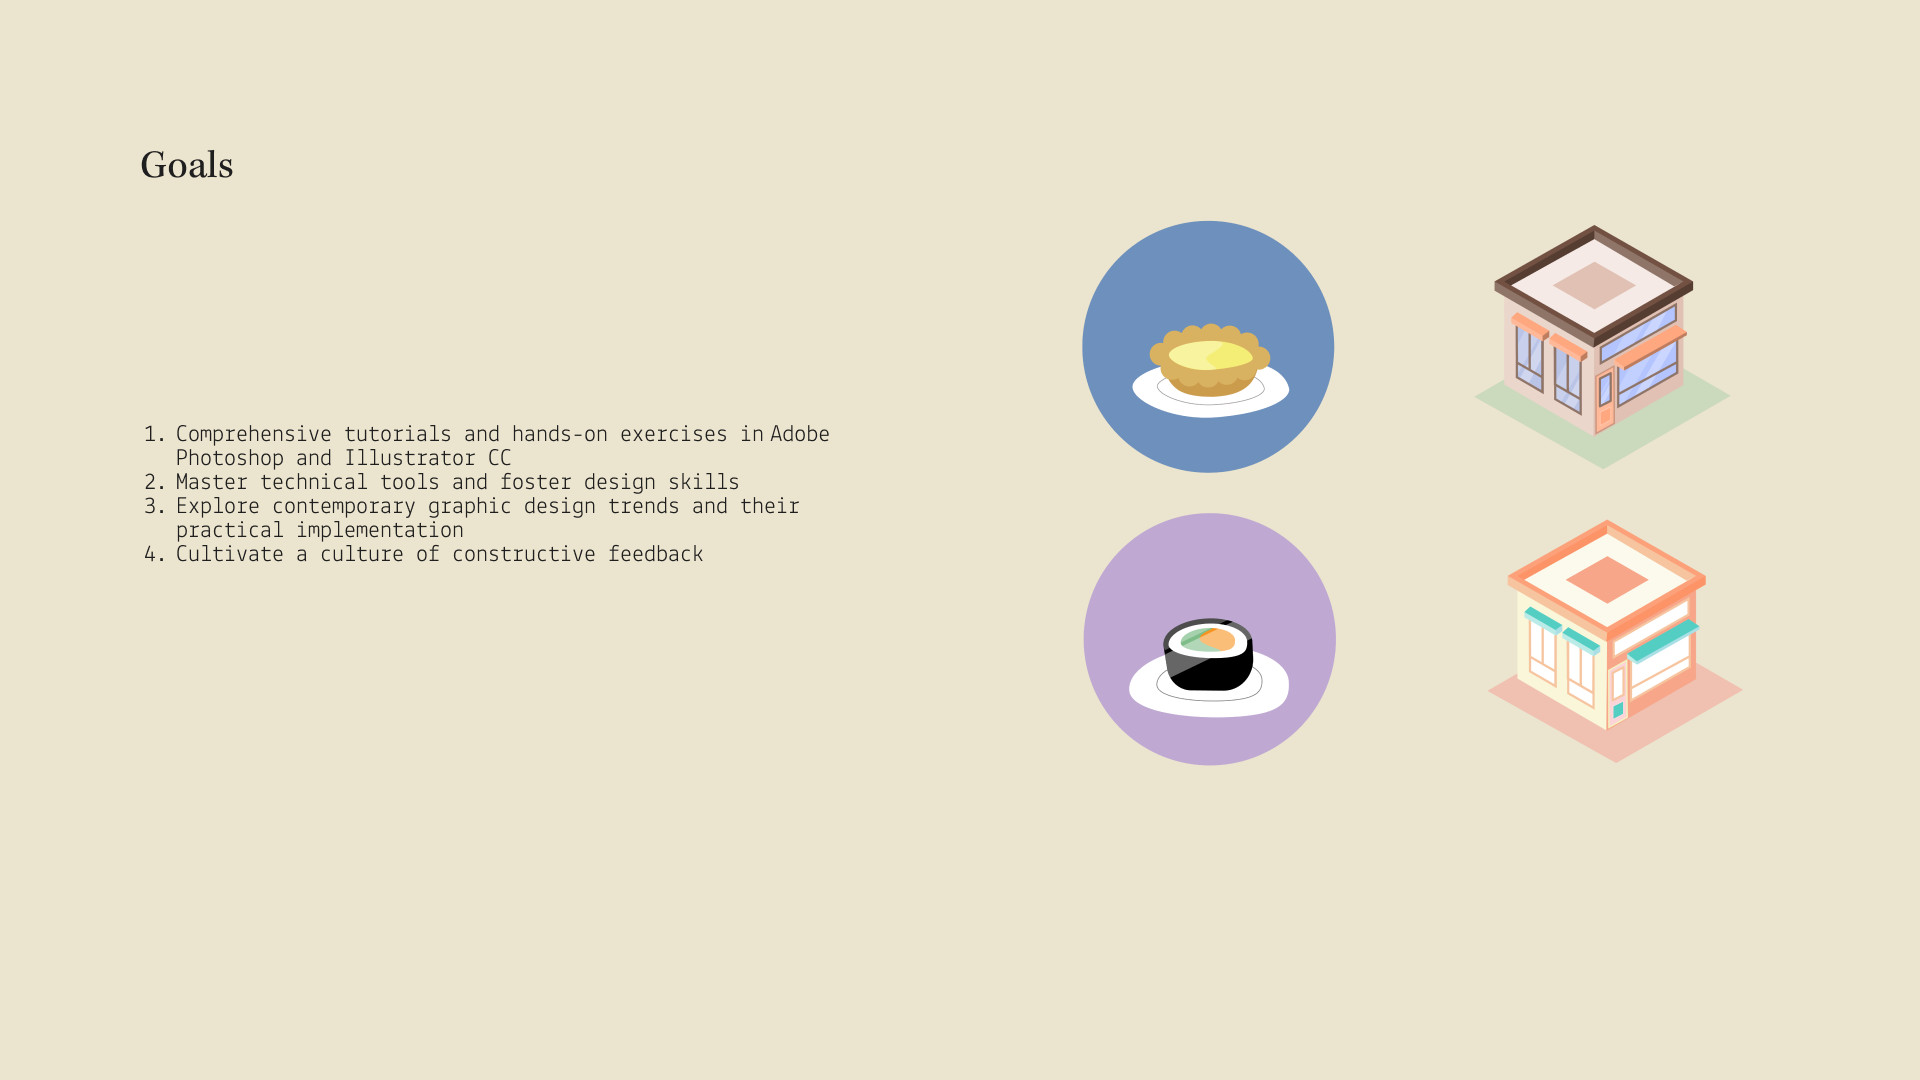 Goals
1. Comprehensive tutorials and hands-on exercises in Adobe
Photoshop and Illustrator CC
2. Master technical tools and foster design skills
3. Explore contemporary graphic design trends and their
practical implementation
4. Cultivate a culture of constructive feedback